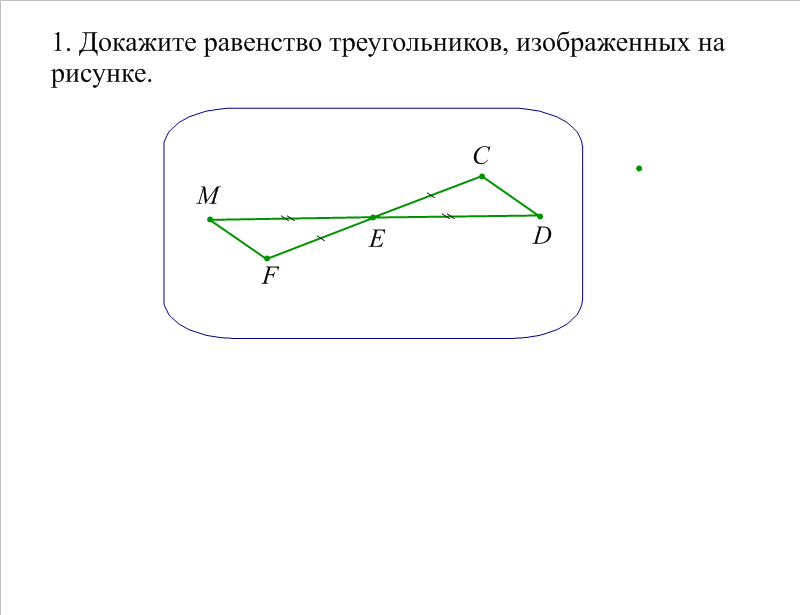 1. Докажите равенство треугольников, изображенных на
рисунке.
C
M
E
D
F